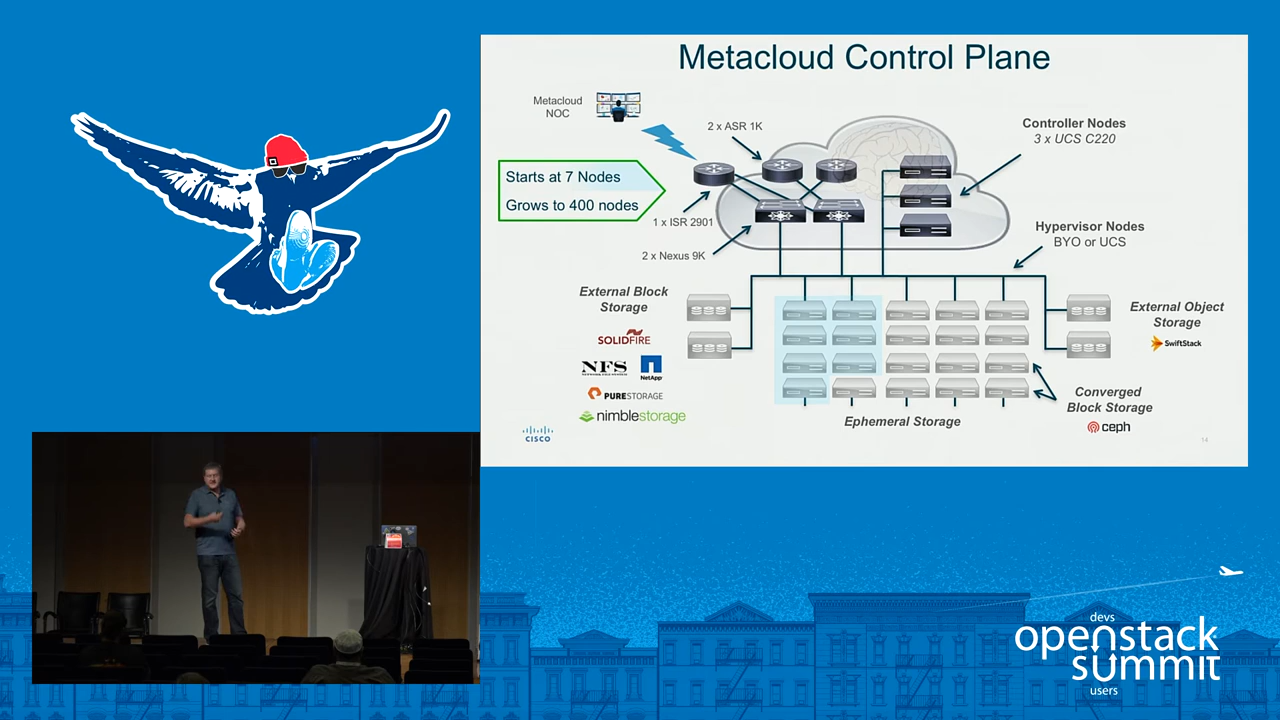 Metacloud Control Plane
Metacloud
NOC
2 x ASR 1K
Controller Nodes
3 x UCS C220
Starts at 7 Nodes
Grows to 400 nodes
1 x ISR 2901
2 x Nexus 9K
Hypervisor Nodes
BYO or UCS
External Block
Storage
SOLIDFIRE
NFS
NetApp
PURESTORAGE
nimblestorage
External Object
Storage
SwiftStack
Converged
Block Storage
ceph
Ephemeral Storage
CISCO
14
devs
openstack
summit
users